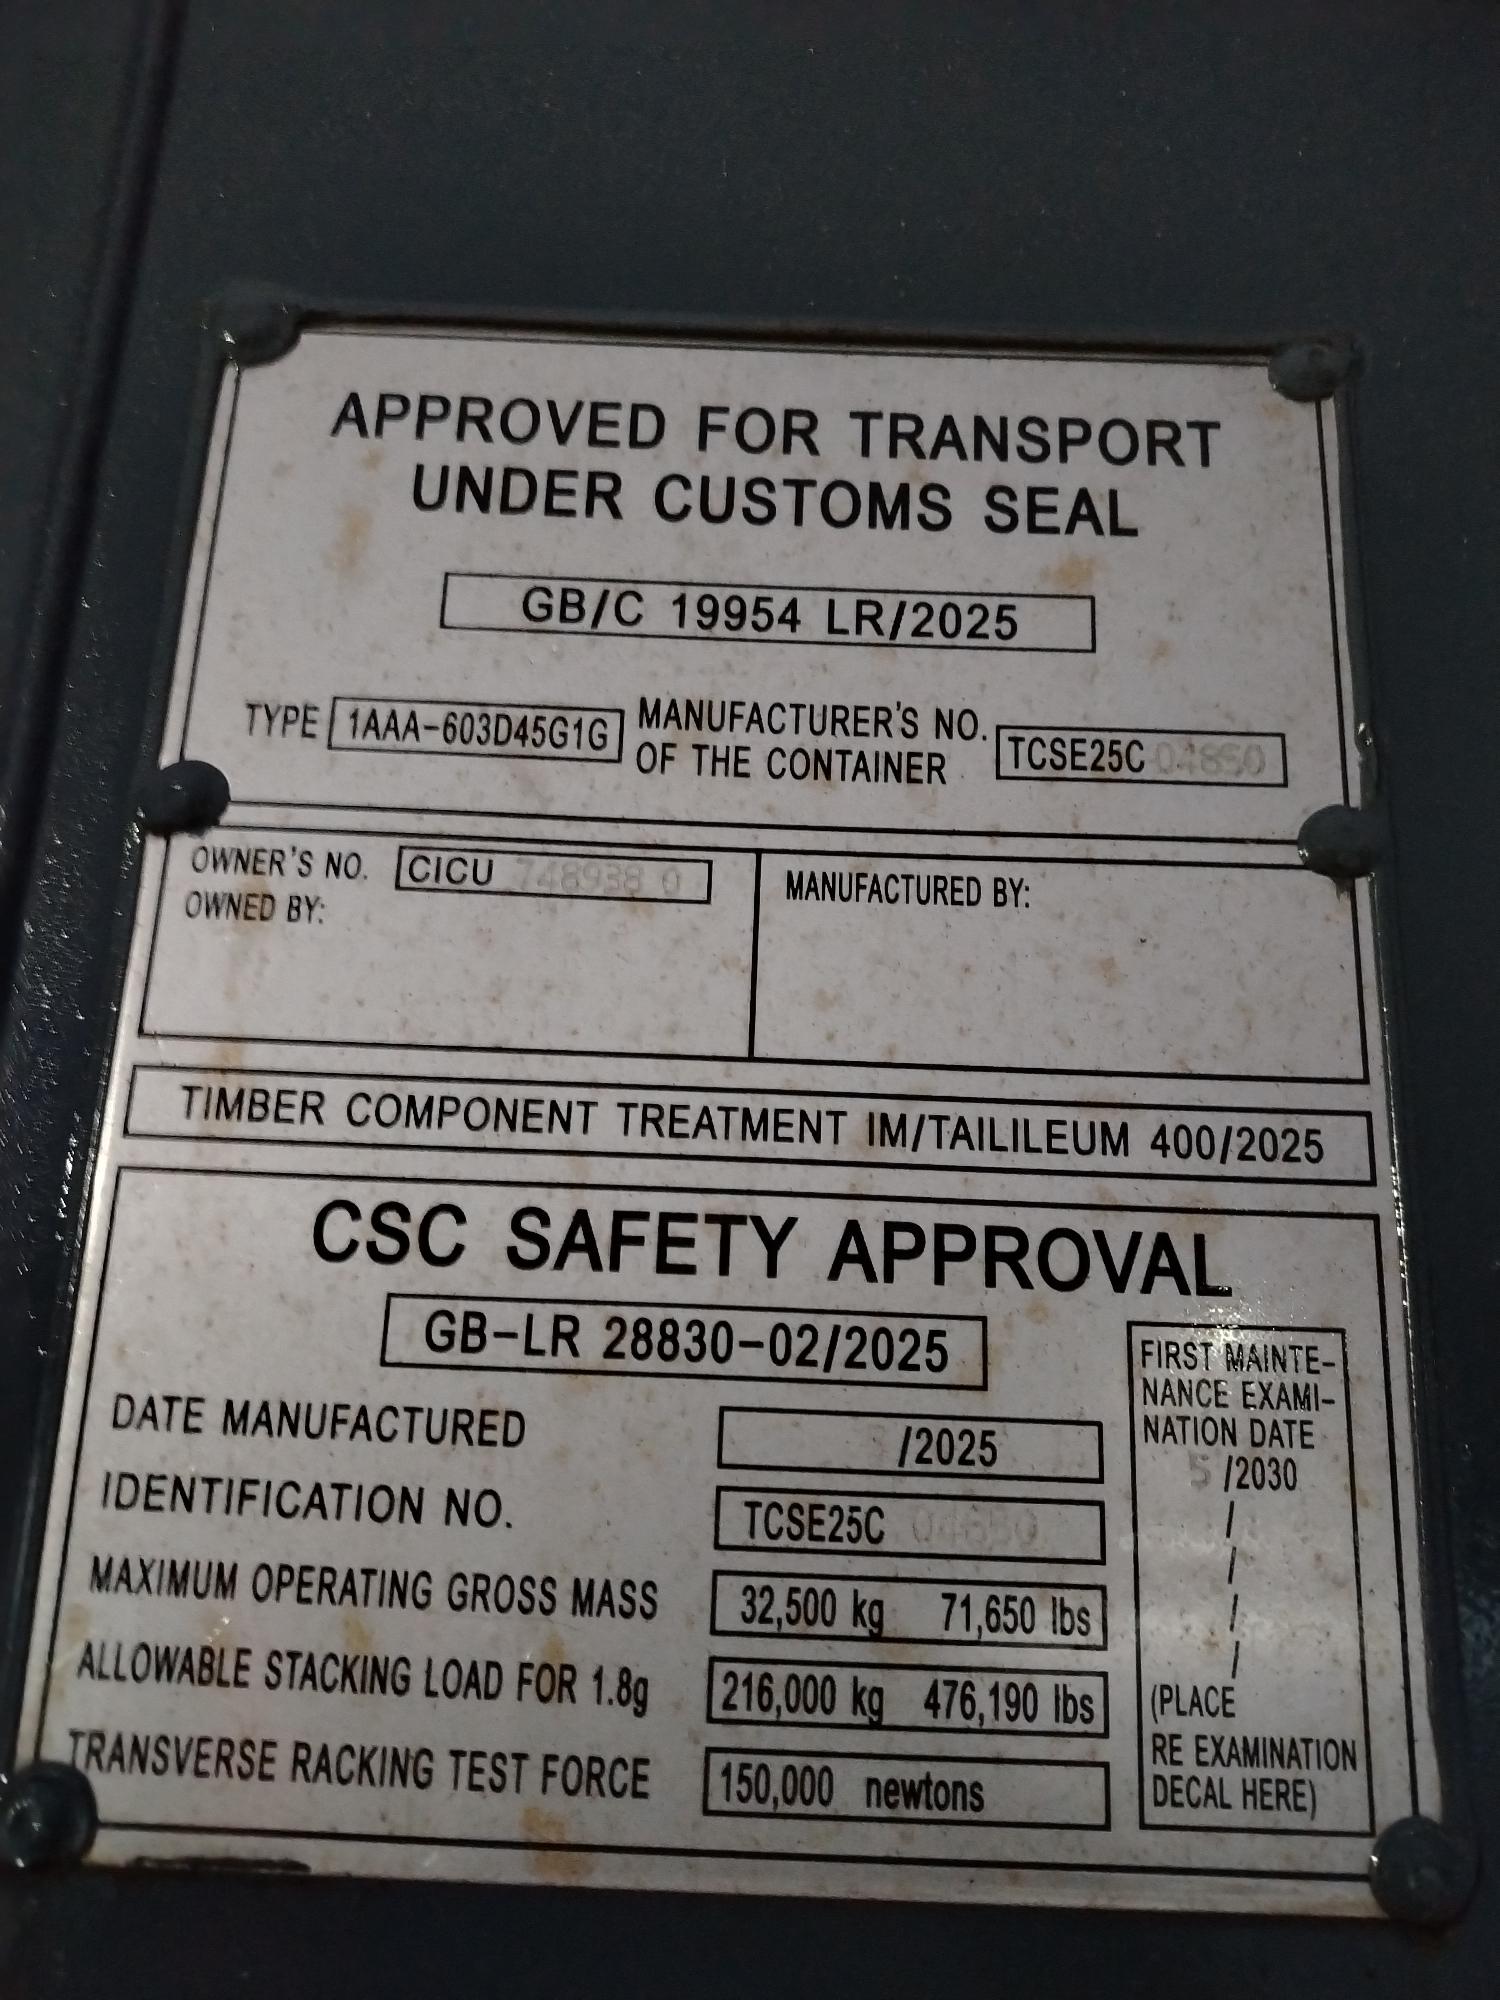 APPROVED FOR TRANSPORT
UNDER CUSTOMS SEAL
GB/C 19954 LR/2025
TYPE 1AAA-603D45G1G MANUFACTURER'S NO. OF THE CONTAINER TCSE25C
OWNER'S NO. CICU 748938 0
OWNED BY:
MANUFACTURED BY:
TIMBER COMPONENT TREATMENT IM/TAILILEUM 400/2025
CSC SAFETY APPROVAL
GB-LR 28830-02/2025
DATE MANUFACTURED /2025
IDENTIFICATION NO. TCSE25C
MAXIMUM OPERATING GROSS MASS 32,500 kg 71,650 lbs
ALLOWABLE STACKING LOAD FOR 1.8g 216,000 kg 476,190 lbs
TRANSVERSE RACKING TEST FORCE 150,000 newtons
FIRST MAINTE-
NANCE EXAMI-
NATION DATE
5 /2030
/
/
/
/
(PLACE
RE EXAMINATION
DECAL HERE)